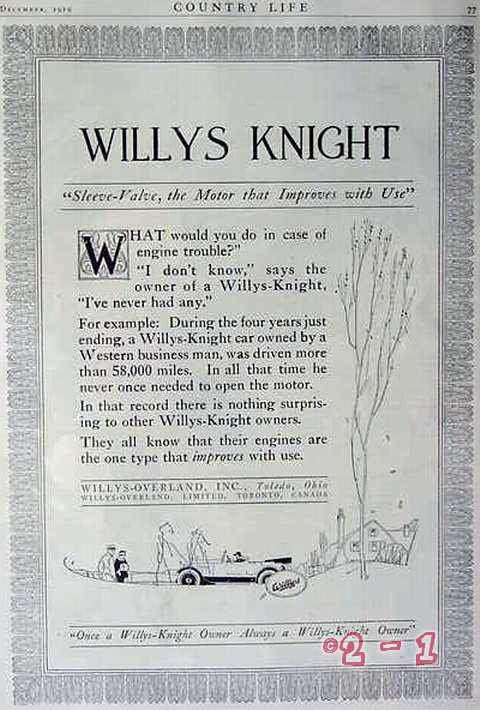 December, 1919
COUNTRY LIFE
77
WILLYS KNIGHT
"Sleeve-Valve, the Motor that Improves with Use"
WHAT would you do in case of
engine trouble?"
"I don't know," says the
owner of a Willys-Knight,
"I've never had any."
For example: During the four years just
ending, a Willys-Knight car owned by a
Western business man, was driven more
than 58,000 miles. In all that time he
never once needed to open the motor.
In that record there is nothing surpris-
ing to other Willys-Knight owners.
They all know that their engines are
the one type that improves with use.
WILLYS-OVERLAND, INC., Toledo, Ohio
WILLYS-OVERLAND, LIMITED, TORONTO, CANADA
Willys
"Once a Willys-Knight Owner Always a Willys-Knight Owner"
©2-1